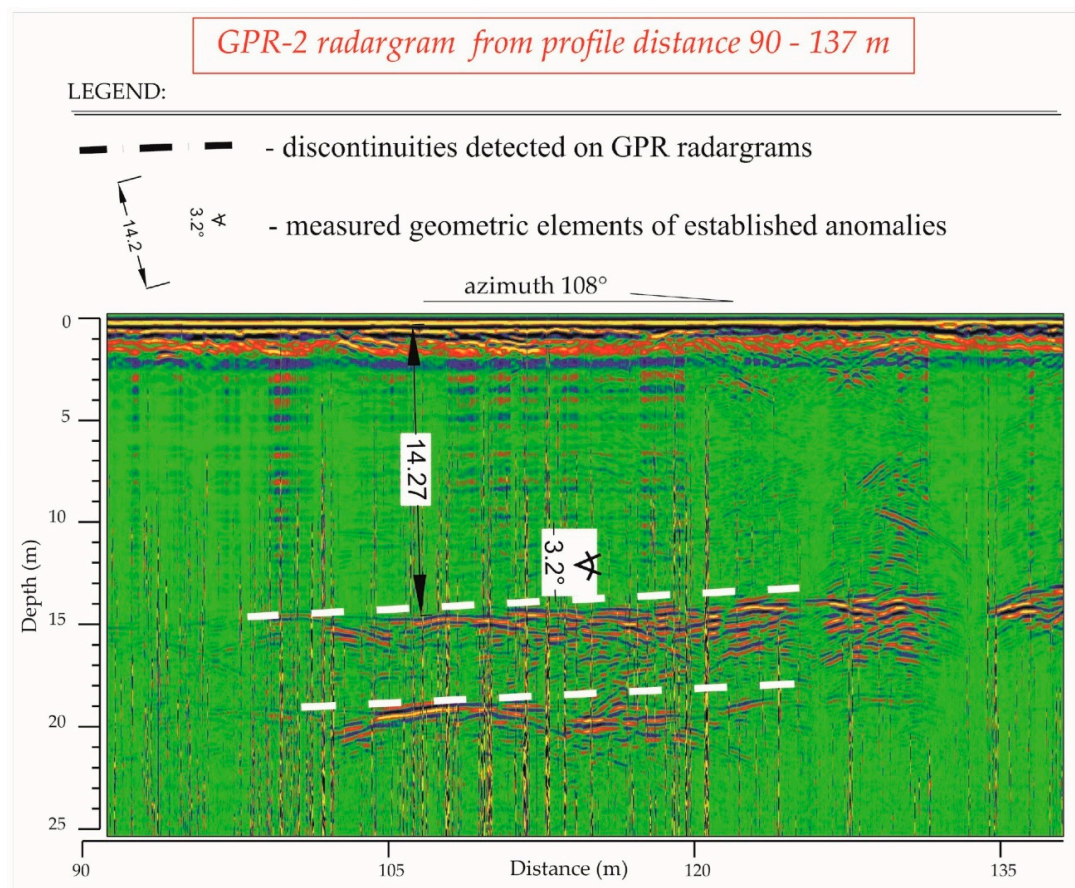 GPR-2 radargram from profile distance 90 - 137 m
LEGEND:
- discontinuities detected on GPR radargrams
14.2
3.2°
- measured geometric elements of established anomalies
azimuth 108°
0
5
10
15
20
25
Depth (m)
14.27
3.2°
90
105
120
135
Distance (m)